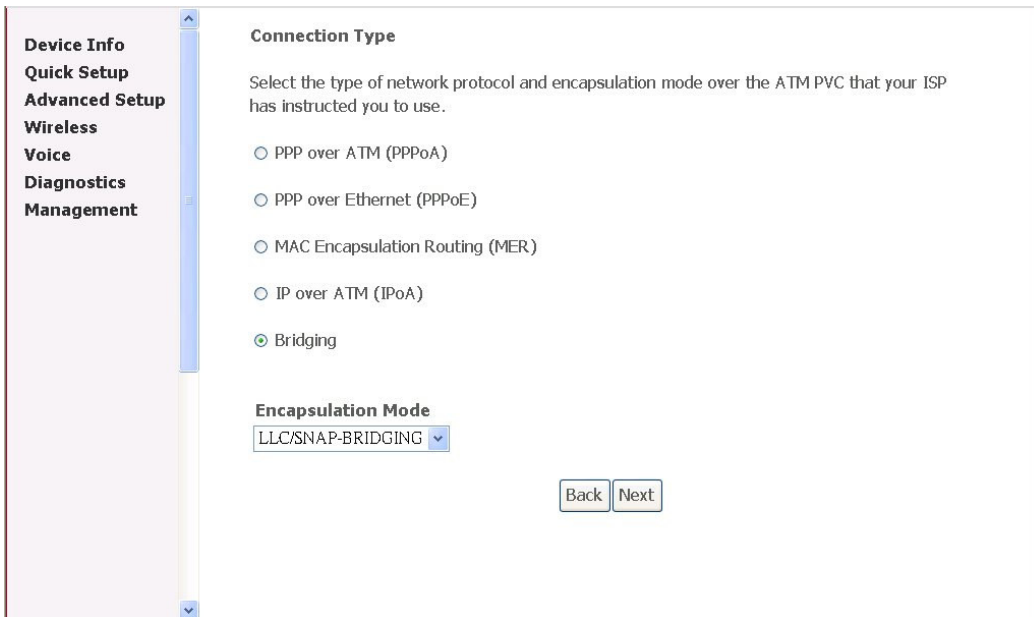 Device Info
Quick Setup
Advanced Setup
Wireless
Voice
Diagnostics
Management
Connection Type
Select the type of network protocol and encapsulation mode over the ATM PVC that your ISP
has instructed you to use.
PPP over ATM (PPPoA)
PPP over Ethernet (PPPoE)
MAC Encapsulation Routing (MER)
IP over ATM (IPoA)
Bridging
Encapsulation Mode
LLC/SNAP-BRIDGING
Back Next